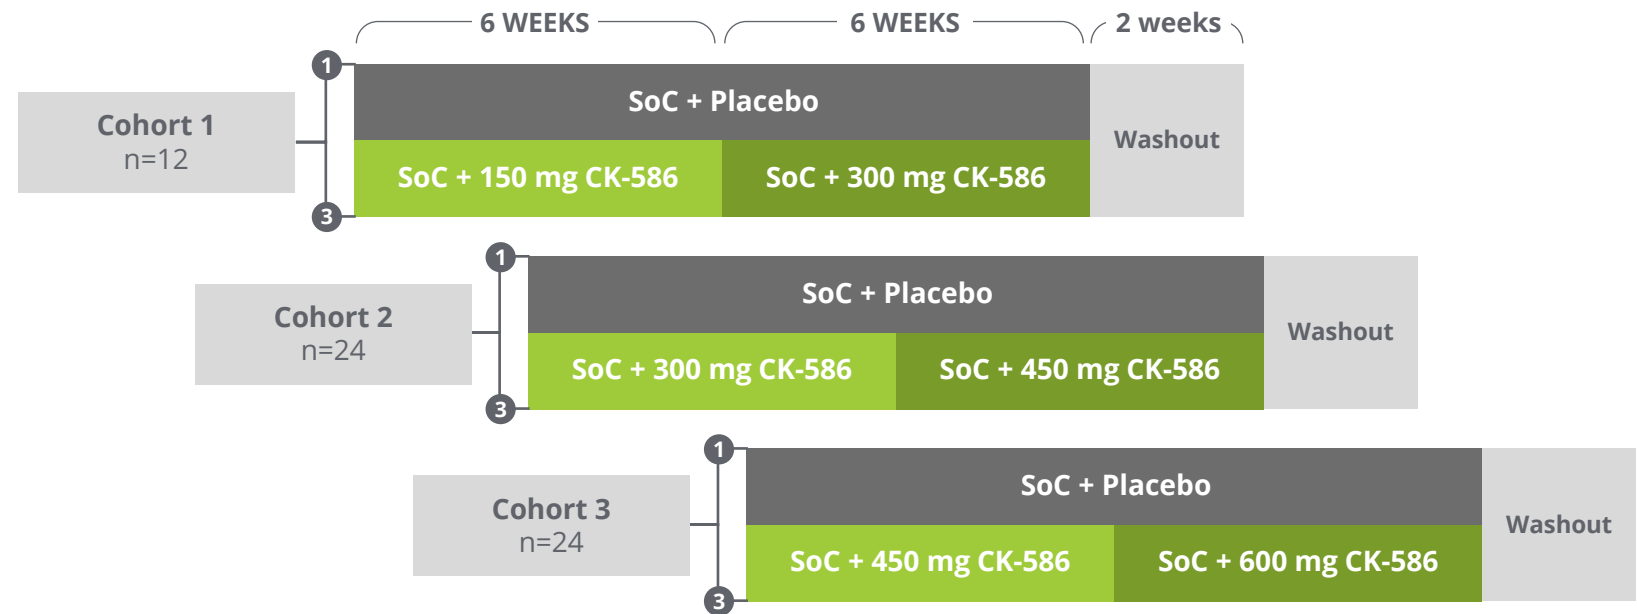 6 WEEKS
6 WEEKS
2 weeks
1
3
Cohort 1
n=12
SoC + Placebo
SoC + 150 mg CK-586
SoC + 300 mg CK-586
Washout
1
3
Cohort 2
n=24
SoC + Placebo
SoC + 300 mg CK-586
SoC + 450 mg CK-586
Washout
1
3
Cohort 3
n=24
SoC + Placebo
SoC + 450 mg CK-586
SoC + 600 mg CK-586
Washout